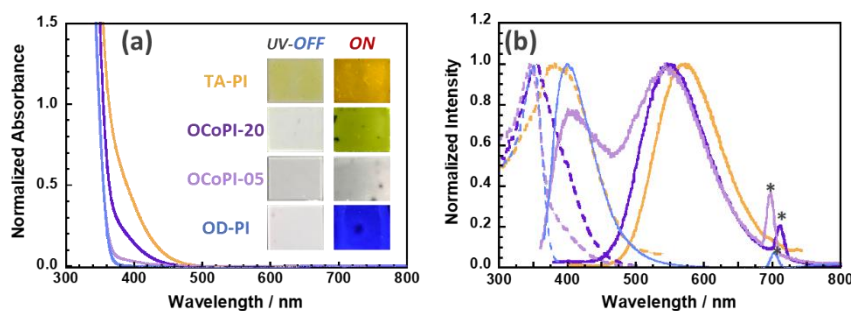 (a)
UV-OFF ON
TA-PI
OCoPI-20
OCoPI-05
OD-PI
Normalized Absorbance
1.5
1.0
0.5
0.0
300 400 500 600 700 800
Wavelength / nm
(b)
Normalized Intensity
1.2
1.0
0.8
0.6
0.4
0.2
0.0
* * *
300 400 500 600 700 800
Wavelength / nm